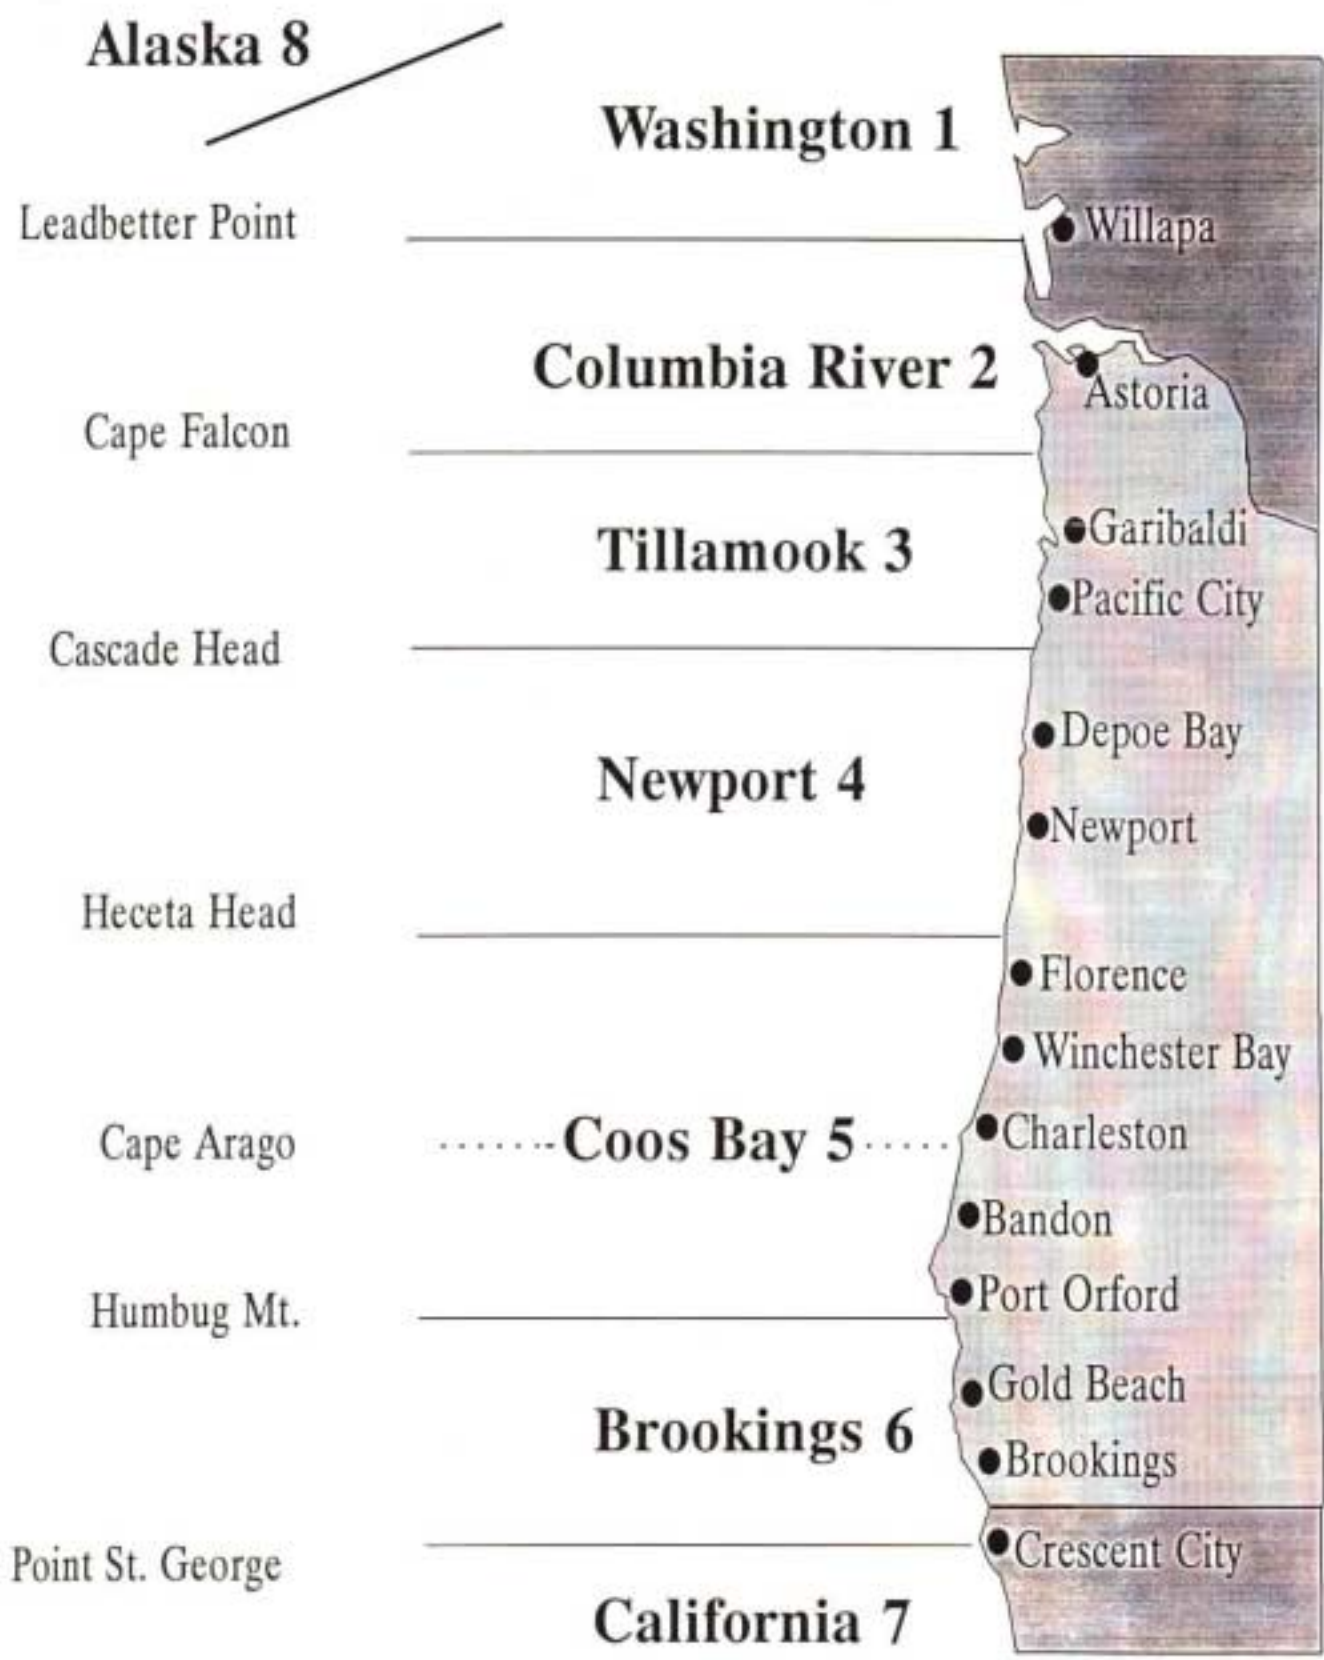 Alaska 8
Washington 1
Leadbetter Point
Willapa
Columbia River 2
Astoria
Cape Falcon
Garibaldi
Tillamook 3
Pacific City
Cascade Head
Depoe Bay
Newport 4
Newport
Heceta Head
Florence
Winchester Bay
Cape Arago
Coos Bay 5
Charleston
Bandon
Port Orford
Humbug Mt.
Gold Beach
Brookings 6
Brookings
Point St. George
Crescent City
California 7